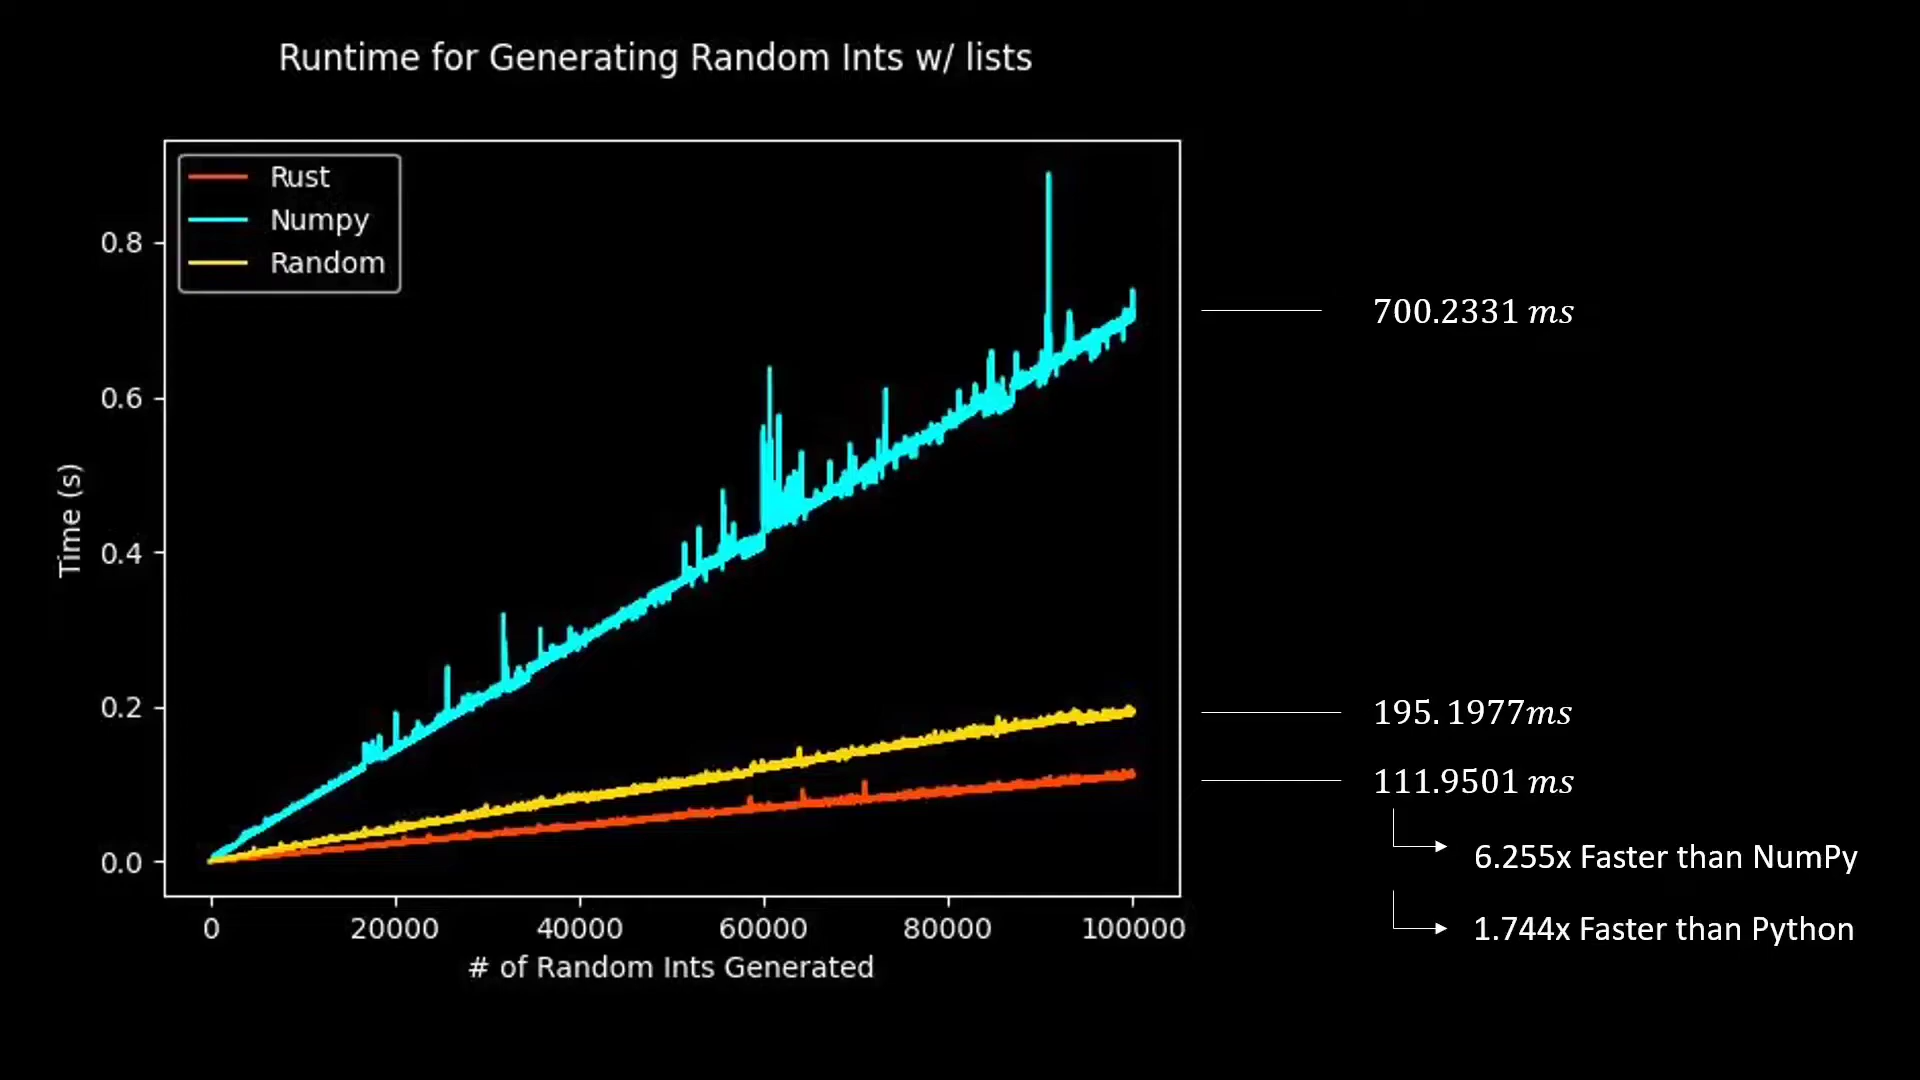 Runtime for Generating Random Ints w/ lists
Rust
Numpy
Random
0.8
0.6
0.4
0.2
0.0
Time (s)
0 20000 40000 60000 80000 100000
# of Random Ints Generated
700.2331 ms
195.1977ms
111.9501 ms
6.255x Faster than NumPy
1.744x Faster than Python